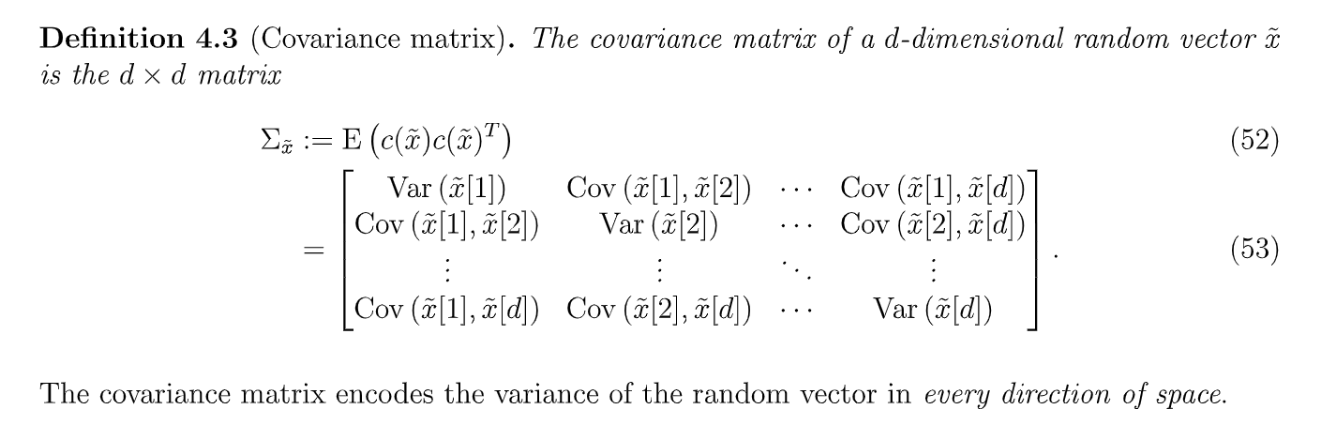 Definition 4.3 (Covariance matrix). The covariance matrix of a d-dimensional random vector x̃
is the d × d matrix
Σx̃ := E (c(x̃)c(x̃)ᵀ) (52)
= [ Var (x̃[1]) Cov (x̃[1], x̃[2]) ⋯ Cov (x̃[1], x̃[d])
Cov (x̃[1], x̃[2]) Var (x̃[2]) ⋯ Cov (x̃[2], x̃[d])
⋮ ⋮ ⋱ ⋮
Cov (x̃[1], x̃[d]) Cov (x̃[2], x̃[d]) ⋯ Var (x̃[d]) ] . (53)
The covariance matrix encodes the variance of the random vector in every direction of space.